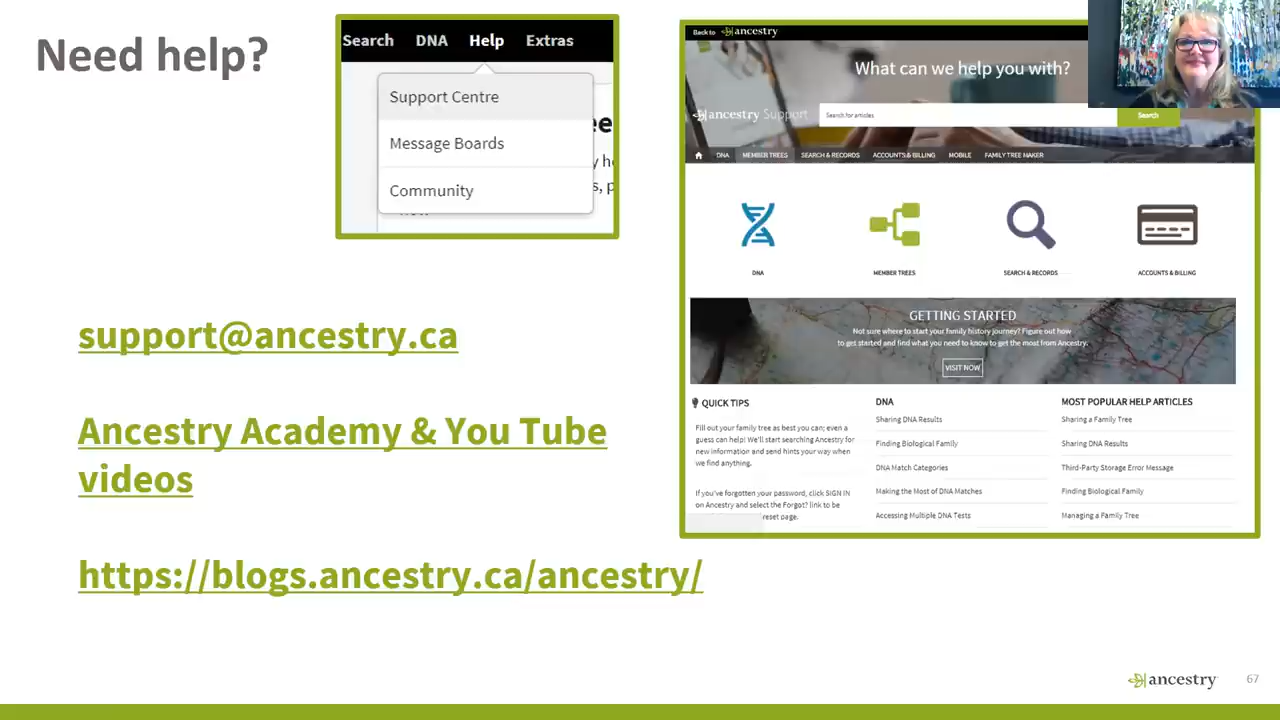 Need help?
Search DNA Help Extras
Support Centre
Message Boards
Community
support@ancestry.ca
Ancestry Academy & You Tube
videos
https://blogs.ancestry.ca/ancestry/
Back to ancestry
What can we help you with?
ancestry Support Search for articles Search
DNA MEMBER TREES SEARCH & RECORDS ACCOUNTS & BILLING MOBILE FAMILY TREE MAKER
DNA MEMBER TREES SEARCH & RECORDS ACCOUNTS & BILLING
GETTING STARTED
Not sure where to start your family history journey? Figure out how
to get started and find what you need to know to get the most from Ancestry.
VISIT NOW
QUICK TIPS
Fill out your family tree as best you can; even a
guess can help! We'll start searching Ancestry for
new information and send hints your way when
we find anything.
If you've forgotten your password, click SIGN IN
on Ancestry and select the Forgot? link to be
reset page.
DNA
Sharing DNA Results
Finding Biological Family
DNA Match Categories
Making the Most of DNA Matches
Accessing Multiple DNA Tests
MOST POPULAR HELP ARTICLES
Sharing a Family Tree
Sharing DNA Results
Third-Party Storage Error Message
Finding Biological Family
Managing a Family Tree
ancestry 67